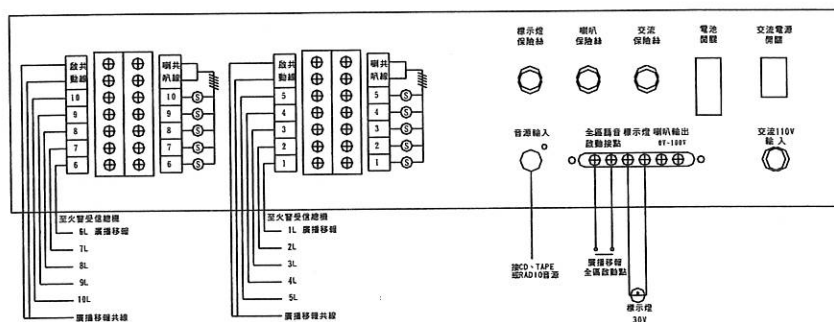 標示燈
保險絲
喇叭
保險絲
交流
保險絲
電池
開關
交流電源
開關
啟共
動線
10
9
8
7
6
喇共
叭線
10
9
8
7
6
S
S
S
S
S
啟共
動線
5
4
3
2
1
喇共
叭線
5
4
3
2
1
S
S
S
S
S
音源輸入
全區語音
啟動接點
標示燈
喇叭輸出
0V-100V
交流110V
輸入
至火警受信總機
6L 廣播移報
7L
8L
9L
10L
廣播移報共線
至火警受信總機
1L 廣播移報
2L
3L
4L
5L
廣播移報共線
接CD、TAPE
或RADIO音源
廣播移報
全區啟動點
標示燈
30V